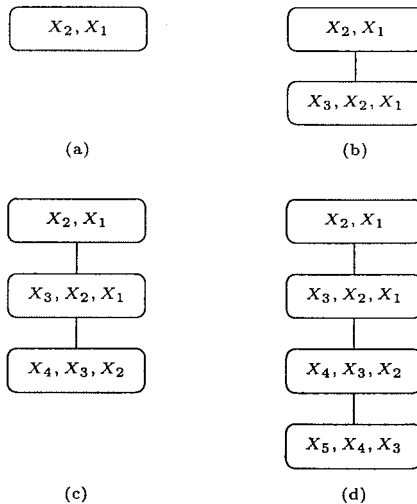 X₂, X₁
(a)
X₂, X₁
X₃, X₂, X₁
(b)
X₂, X₁
X₃, X₂, X₁
X₄, X₃, X₂
(c)
X₂, X₁
X₃, X₂, X₁
X₄, X₃, X₂
X₅, X₄, X₃
(d)